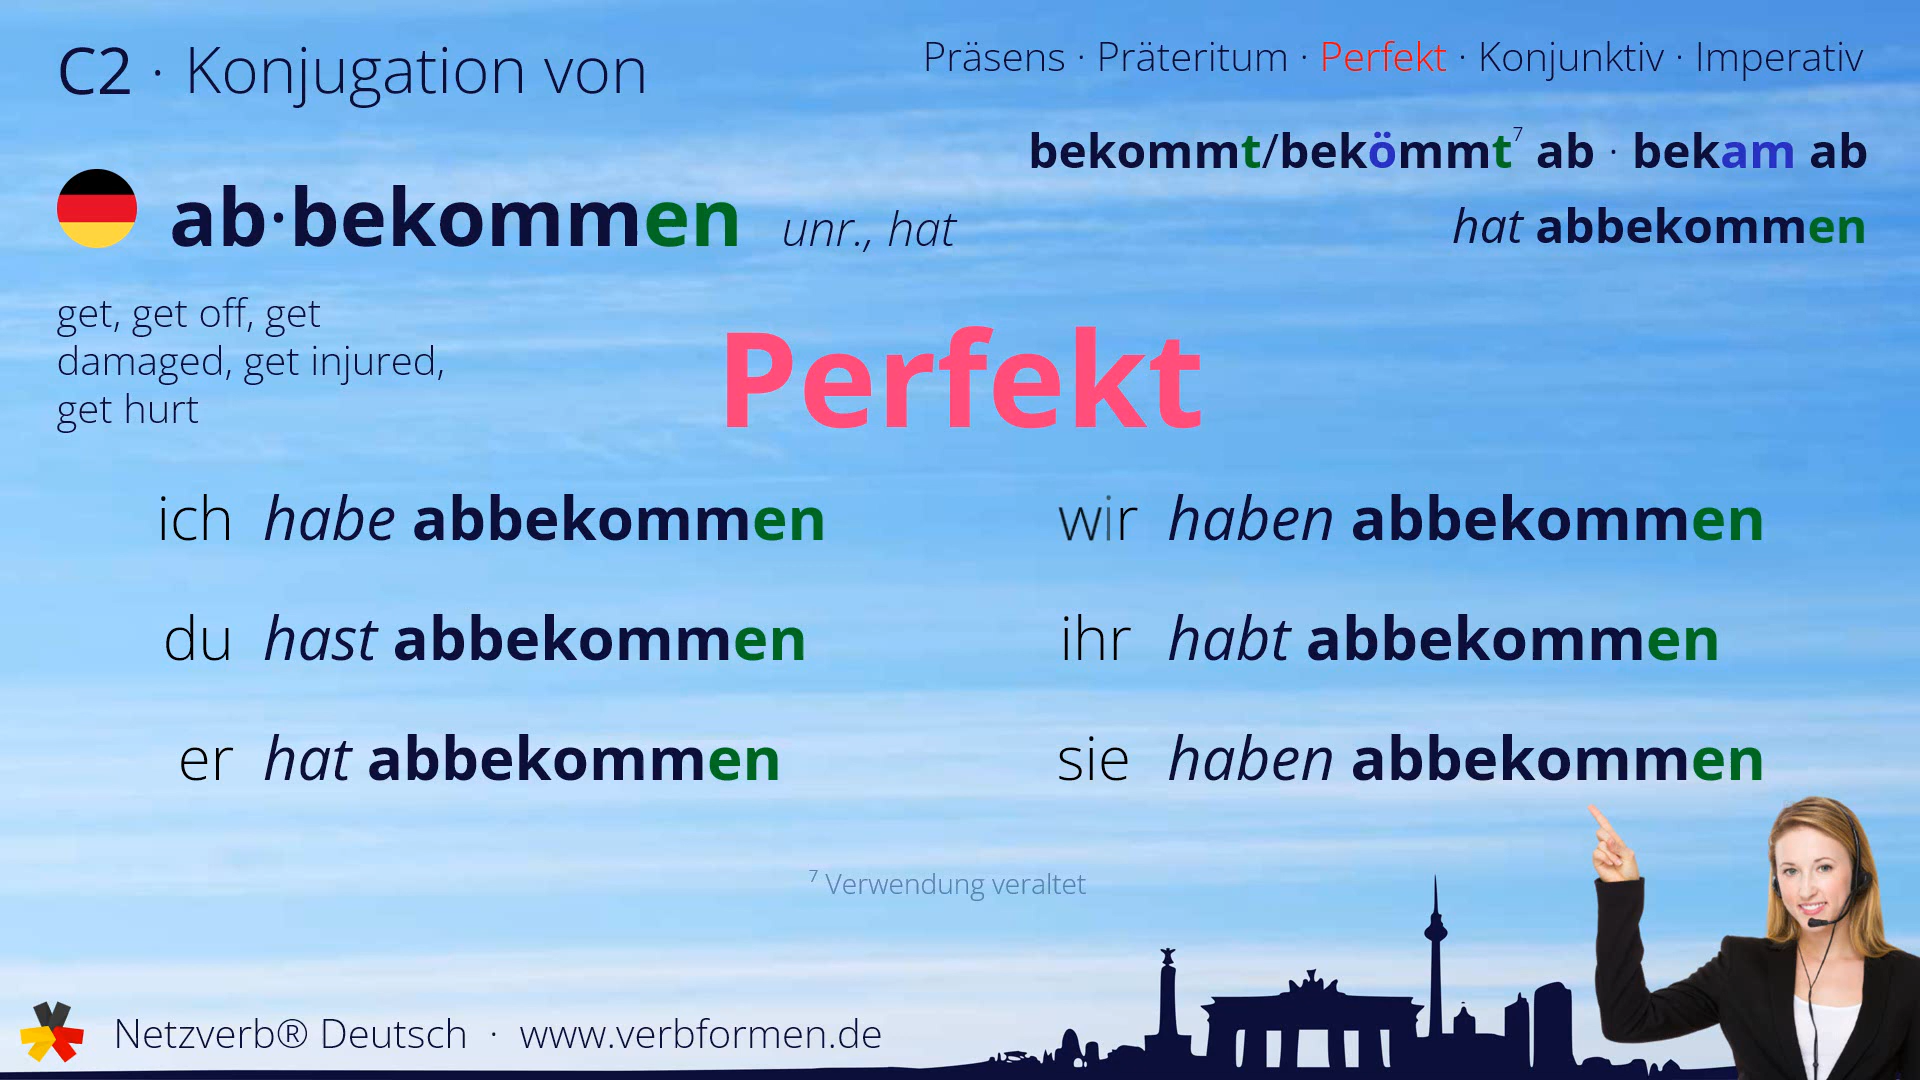 C2 · Konjugation von
Präsens · Präteritum · Perfekt · Konjunktiv · Imperativ
ab·bekommen unr., hat
bekommt/bekömmt⁷ ab · bekam ab
hat abbekommen
get, get off, get
damaged, get injured,
get hurt
Perfekt
ich habe abbekommen
du hast abbekommen
er hat abbekommen
wir haben abbekommen
ihr habt abbekommen
sie haben abbekommen
⁷ Verwendung veraltet
Netzverb® Deutsch · www.verbformen.de